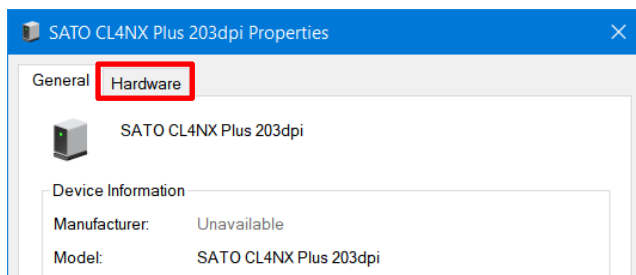 SATO CL4NX Plus 203dpi Properties
General Hardware
SATO CL4NX Plus 203dpi
Device Information
Manufacturer: Unavailable
Model: SATO CL4NX Plus 203dpi